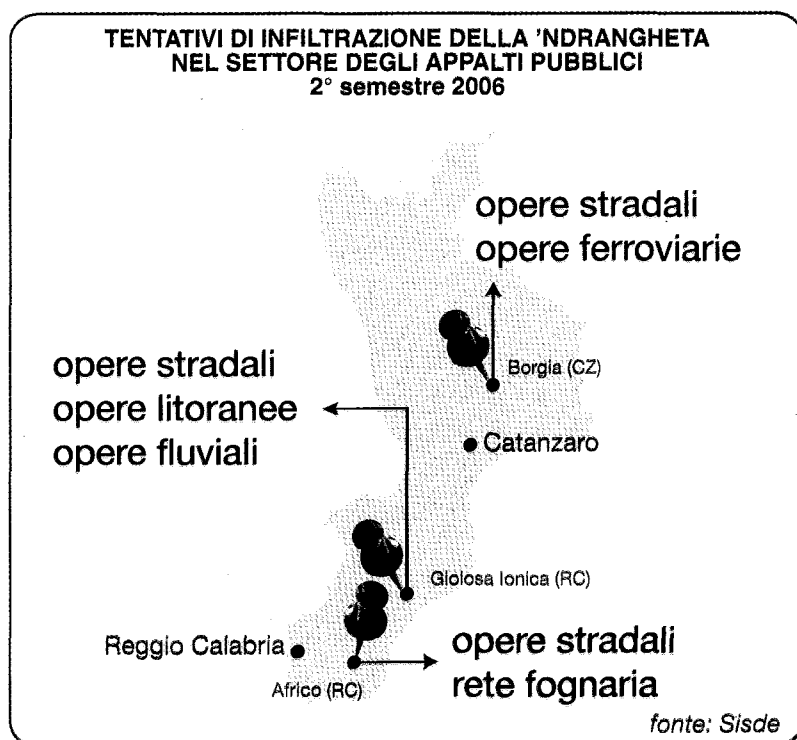 TENTATIVI DI INFILTRAZIONE DELLA 'NDRANGHETA
NEL SETTORE DEGLI APPALTI PUBBLICI
2° semestre 2006
opere stradali
opere ferroviarie
Borgia (CZ)
opere stradali
opere litoranee
opere fluviali
Catanzaro
Gioiosa Ionica (RC)
Reggio Calabria
Africo (RC)
opere stradali
rete fognaria
fonte: Sisde